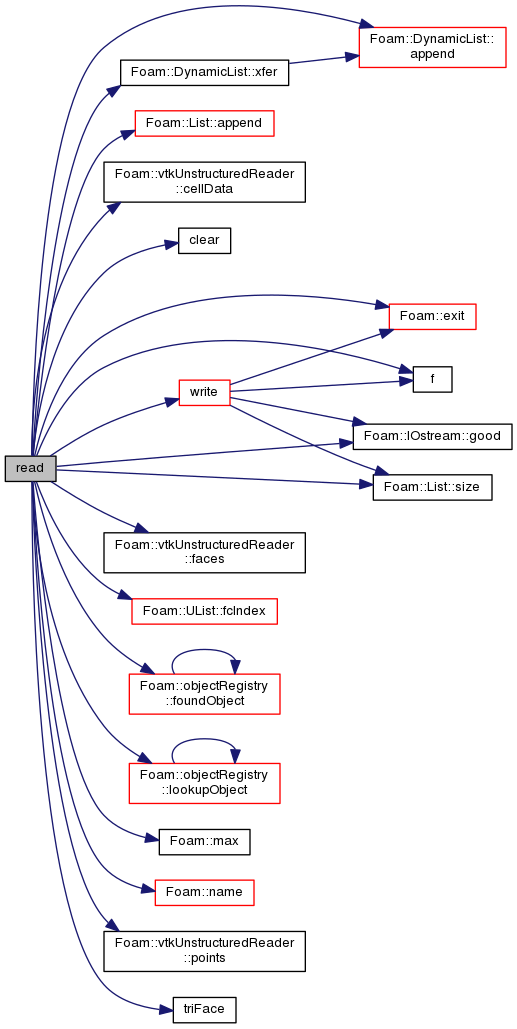 Foam::DynamicList::
append
Foam::DynamicList::xfer
Foam::List::append
Foam::vtkUnstructuredReader
::cellData
clear
Foam::exit
f
write
Foam::IOstream::good
read
Foam::List::size
Foam::vtkUnstructuredReader
::faces
Foam::UList::fcIndex
Foam::objectRegistry
::foundObject
Foam::objectRegistry
::lookupObject
Foam::max
Foam::name
Foam::vtkUnstructuredReader
::points
triFace